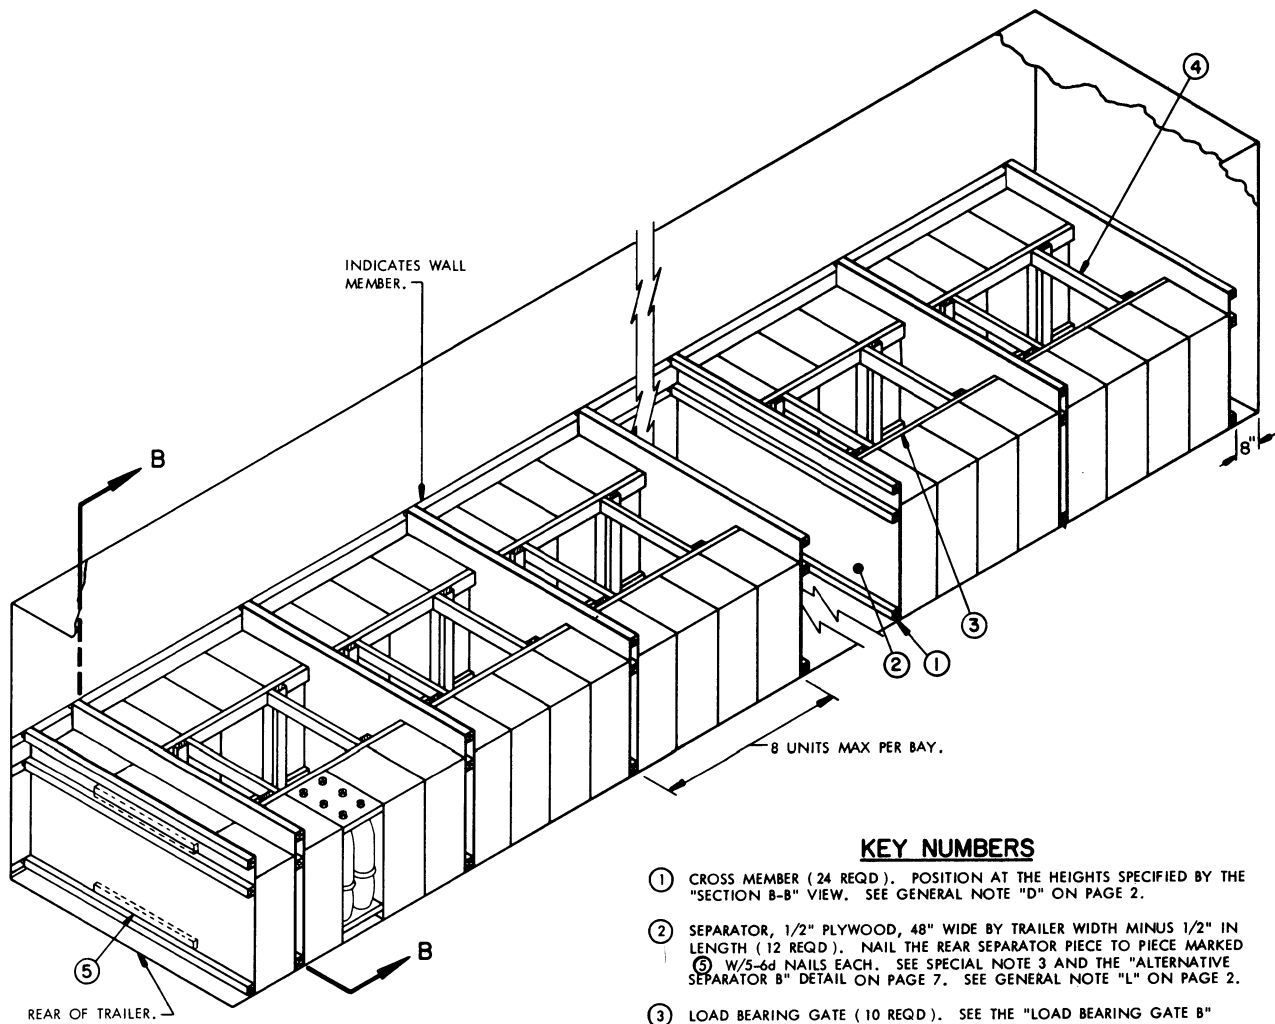 ④
INDICATES WALL
MEMBER.
8"
B
③
②
①
8 UNITS MAX PER BAY.
B
⑤
REAR OF TRAILER.
KEY NUMBERS
① CROSS MEMBER (24 REQD). POSITION AT THE HEIGHTS SPECIFIED BY THE
"SECTION B-B" VIEW. SEE GENERAL NOTE "D" ON PAGE 2.
② SEPARATOR, 1/2" PLYWOOD, 48" WIDE BY TRAILER WIDTH MINUS 1/2" IN
LENGTH (12 REQD). NAIL THE REAR SEPARATOR PIECE TO PIECE MARKED
⑤ W/5-6d NAILS EACH. SEE SPECIAL NOTE 3 AND THE "ALTERNATIVE
SEPARATOR B" DETAIL ON PAGE 7. SEE GENERAL NOTE "L" ON PAGE 2.
③ LOAD BEARING GATE (10 REQD). SEE THE "LOAD BEARING GATE B"